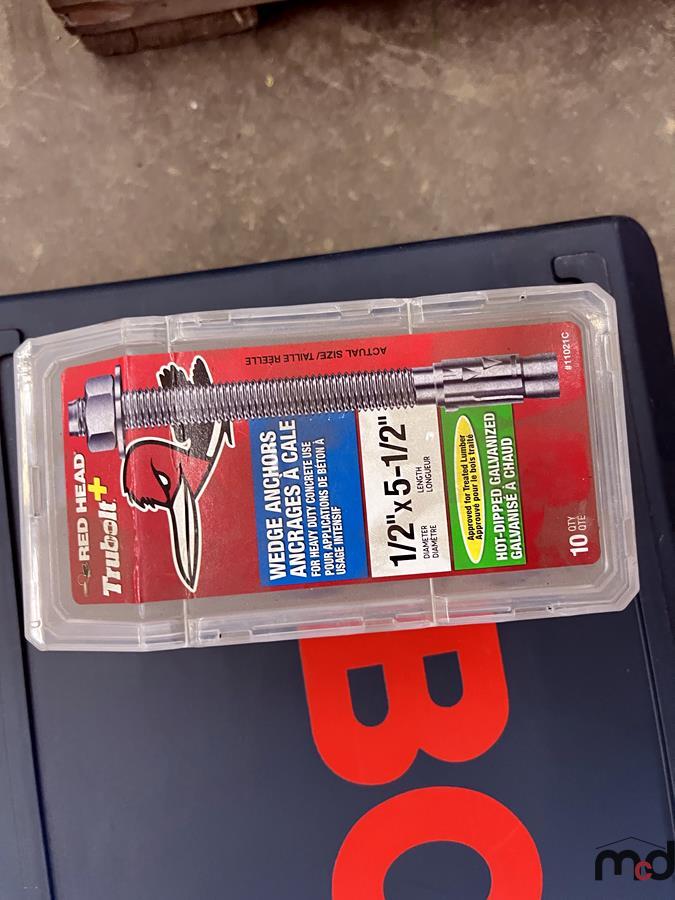 RED HEAD
Trubolt+
ACTUAL SIZE/TAILLE RÉELLE
WEDGE ANCHORS
ANCRAGES À CALE
FOR HEAVY DUTY CONCRETE USE
POUR APPLICATIONS DE BÉTON À
USAGE INTENSIF
1/2" x 5-1/2"
DIAMETER LENGTH
DIAMÈTRE LONGUEUR
Approved for Treated Lumber
Approuvé pour le bois traité
HOT-DIPPED GALVANIZED
GALVANISÉ À CHAUD
10 QTY
QTÉ
#11021C
BO
mcd